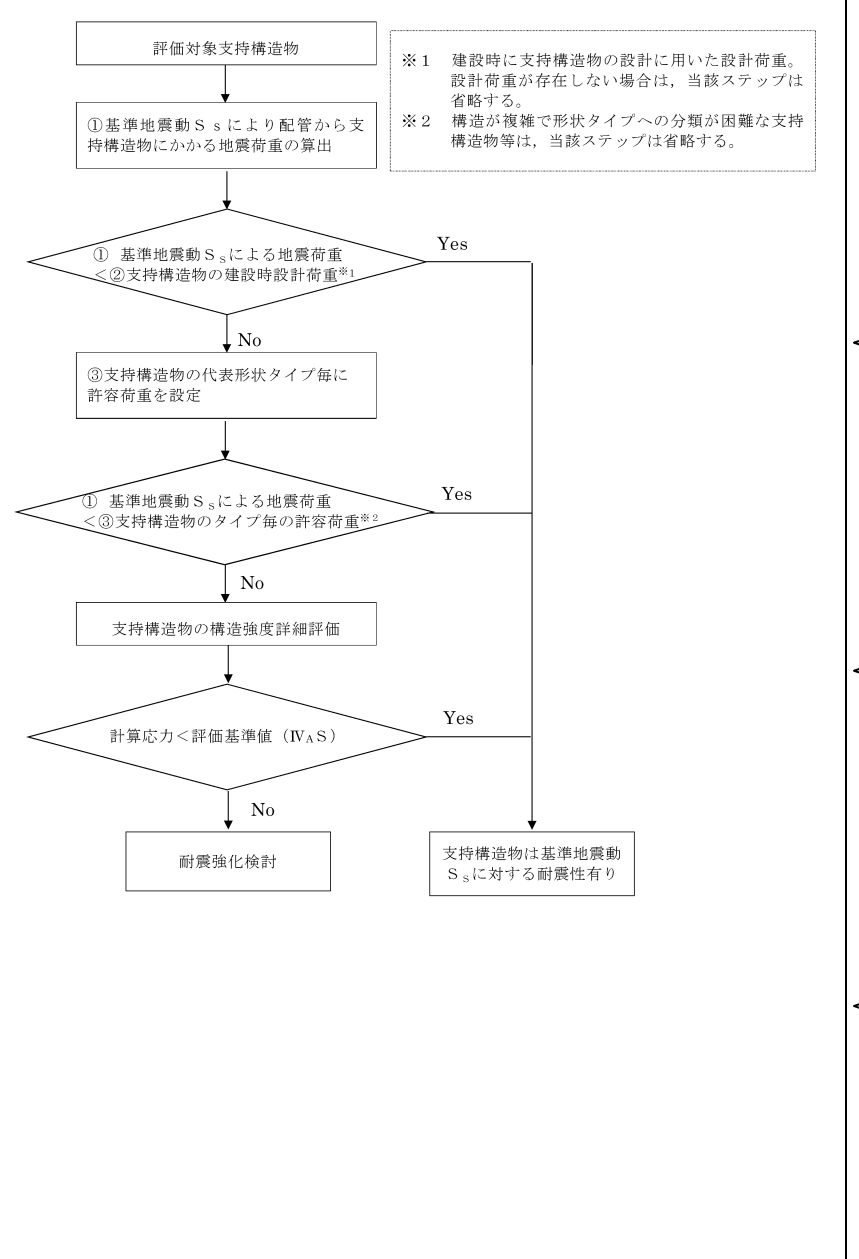 評価対象支持構造物
※１　建設時に支持構造物の設計に用いた設計荷重。
設計荷重が存在しない場合は，当該ステップは
省略する。
※２　構造が複雑で形状タイプへの分類が困難な支持
構造物等は，当該ステップは省略する。
①基準地震動Ｓｓにより配管から支
持構造物にかかる地震荷重の算出
①　基準地震動Ｓｓによる地震荷重
＜②支持構造物の建設時設計荷重※1
Yes
No
③支持構造物の代表形状タイプ毎に
許容荷重を設定
①　基準地震動Ｓｓによる地震荷重
＜③支持構造物のタイプ毎の許容荷重※2
Yes
No
支持構造物の構造強度詳細評価
計算応力＜評価基準値（ⅣAＳ）
Yes
No
耐震強化検討
支持構造物は基準地震動
Ｓｓに対する耐震性有り